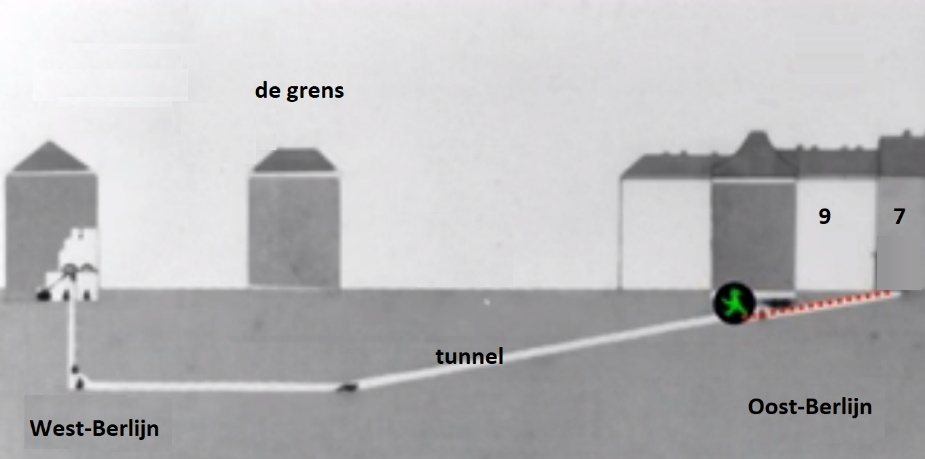 de grens
9
7
tunnel
Oost-Berlijn
West-Berlijn